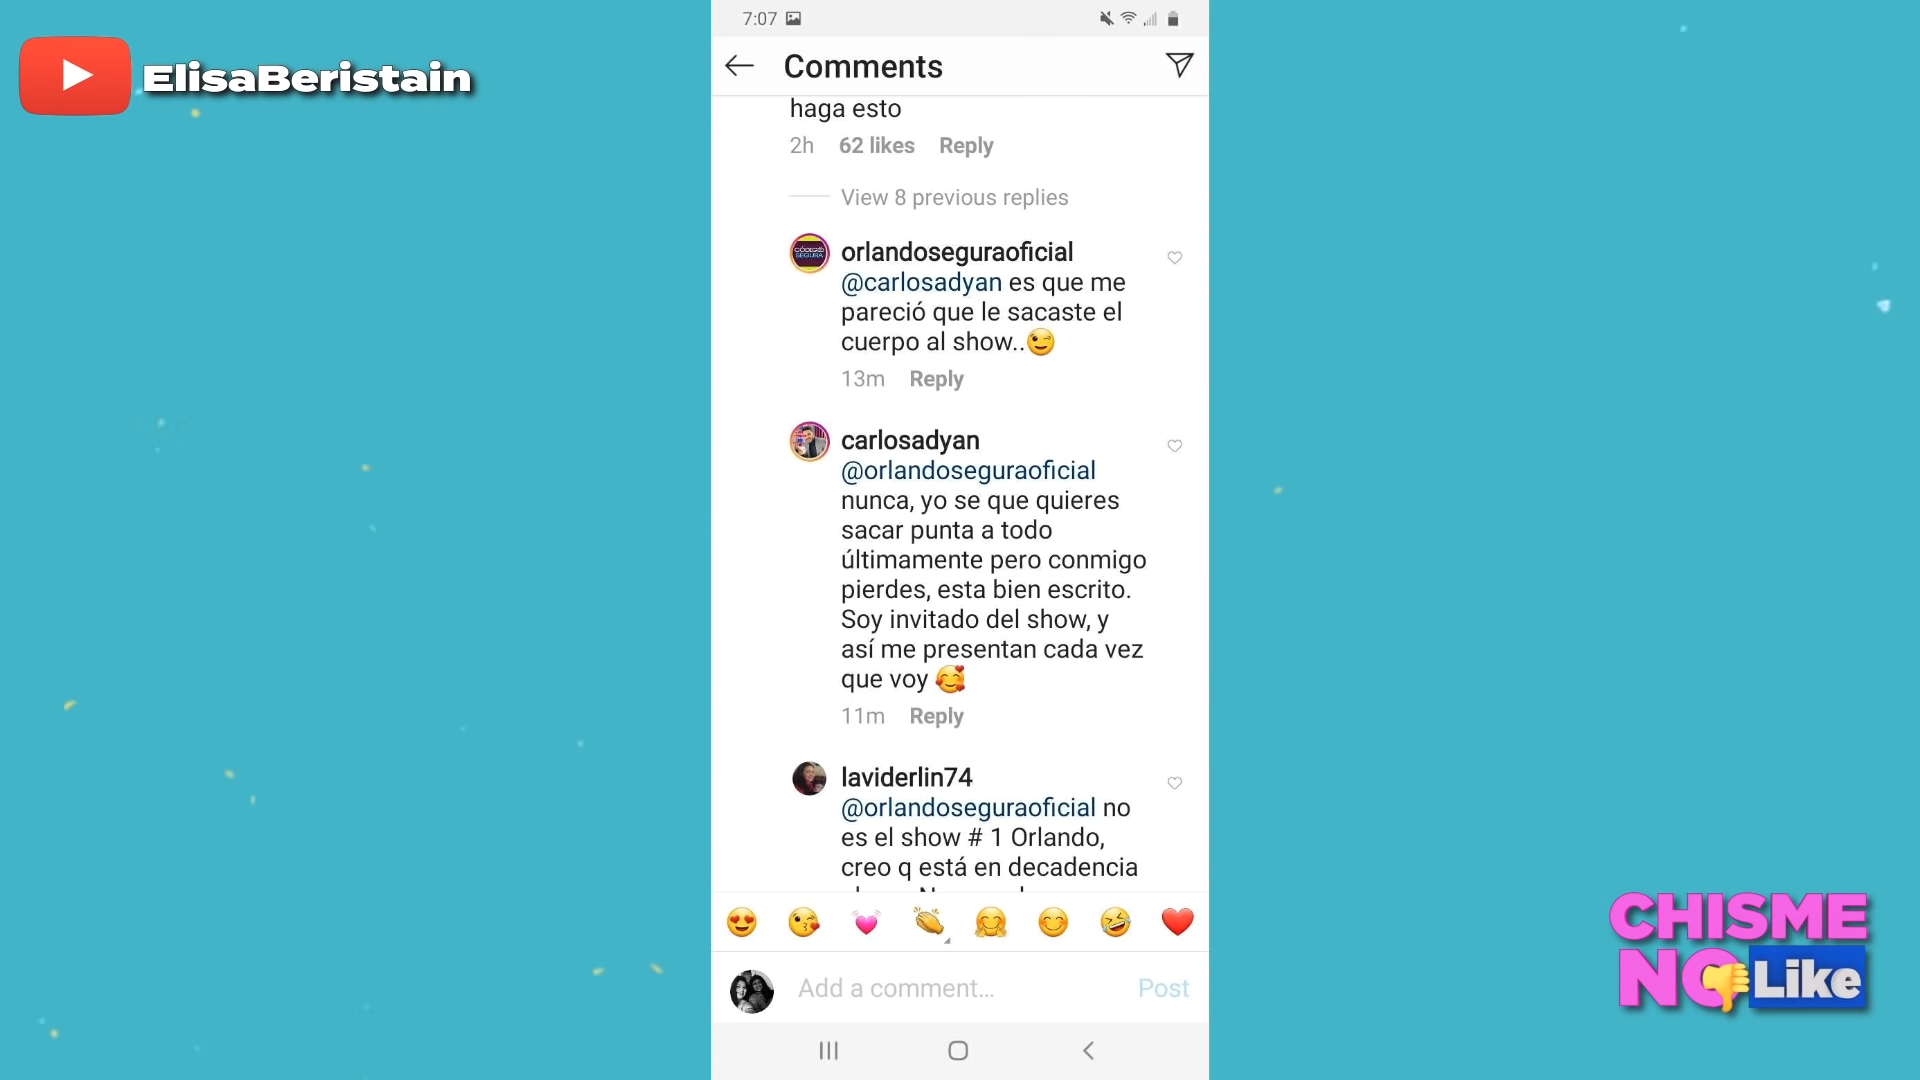 7:07
ElisaBeristain
Comments
haga esto
2h 62 likes Reply
View 8 previous replies
orlandoseguraoficial
@carlosadyan es que me
pareció que le sacaste el
cuerpo al show..😉
13m Reply
carlosadyan
@orlandoseguraoficial
nunca, yo se que quieres
sacar punta a todo
últimamente pero conmigo
pierdes, esta bien escrito.
Soy invitado del show, y
así me presentan cada vez
que voy 🥰
11m Reply
laviderlin74
@orlandoseguraoficial no
es el show # 1 Orlando,
creo q está en decadencia
Add a comment...
Post
CHISME
NO Like